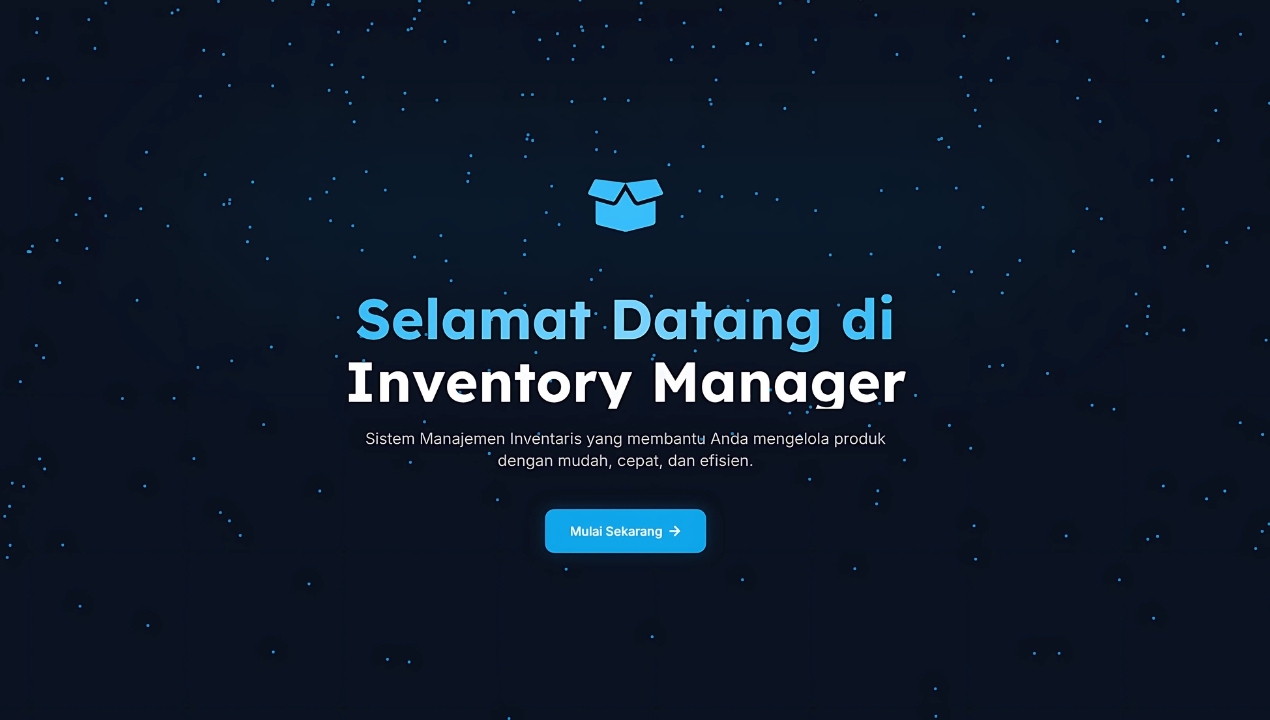 Selamat Datang di
Inventory Manager
Sistem Manajemen Inventaris yang membantu Anda mengelola produk
dengan mudah, cepat, dan efisien.
Mulai Sekarang →